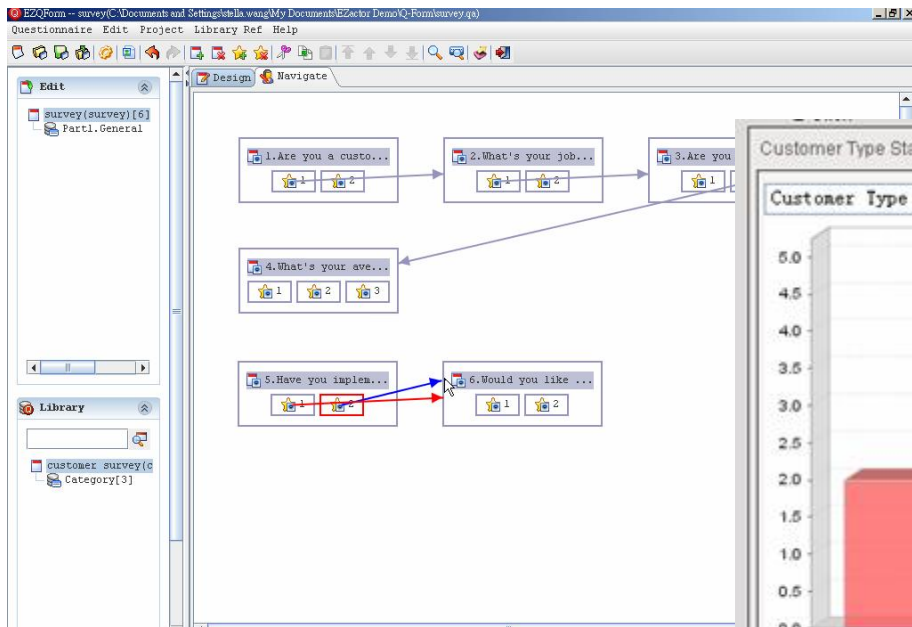 EZQForm -- survey(C:\Documents and Settings\stella.wang\My Documents\EZactor Demo\Q-Form\survey.qa)
Questionnaire Edit Project Library Ref Help
Edit
survey(survey)[6]
Part1.General
Library
customer survey(c
Category[3]
Design Navigate
1.Are you a custo...
1 2
2.What's your job...
1 2
3.Are you
1
4.What's your ave...
1 2 3
5.Have you implem...
1 2
6.Would you like ...
1 2
Customer Type Sta
Customer Type
5.0
4.5
4.0
3.5
3.0
2.5
2.0
1.5
1.0
0.5
0.0